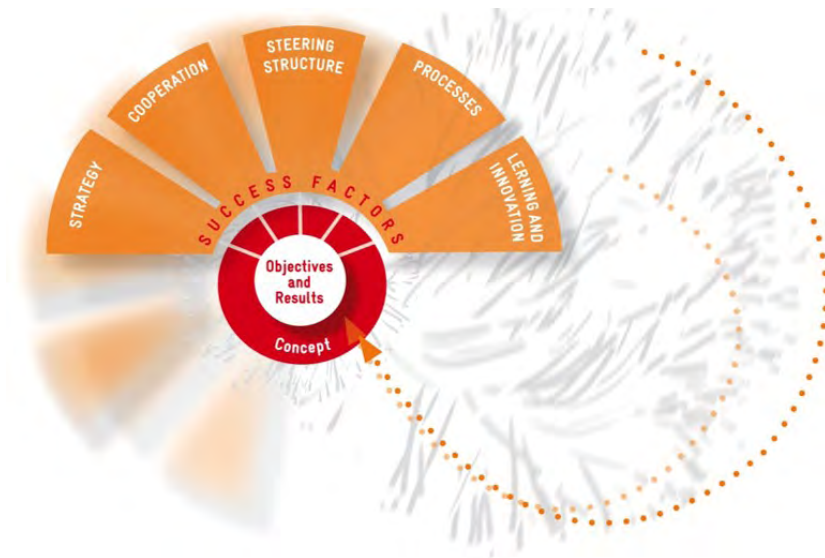 STRATEGY
COOPERATION
STEERING
STRUCTURE
PROCESSES
LERNING AND
INNOVATION
SUCCESS FACTORS
Objectives
and
Results
Concept